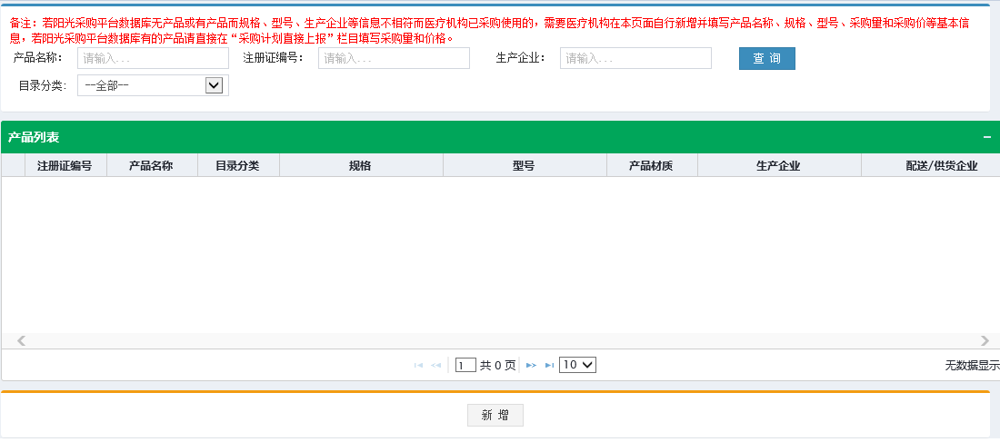 备注：若阳光采购平台数据库无产品或有产品而规格、型号、生产企业等信息不相符而医疗机构已采购使用的，需要医疗机构在本页面自行新增并填写产品名称、规格、型号、采购量和采购价等基本信
息，若阳光采购平台数据库有的产品请直接在“采购计划直接上报”栏目填写采购量和价格。
产品名称： 请输入... 注册证编号： 请输入... 生产企业： 请输入... 查 询
目录分类： --全部--
产品列表
注册证编号 产品名称 目录分类 规格 型号 产品材质 生产企业 配送/供货企业
1 共 0 页 10 无数据显示
新 增